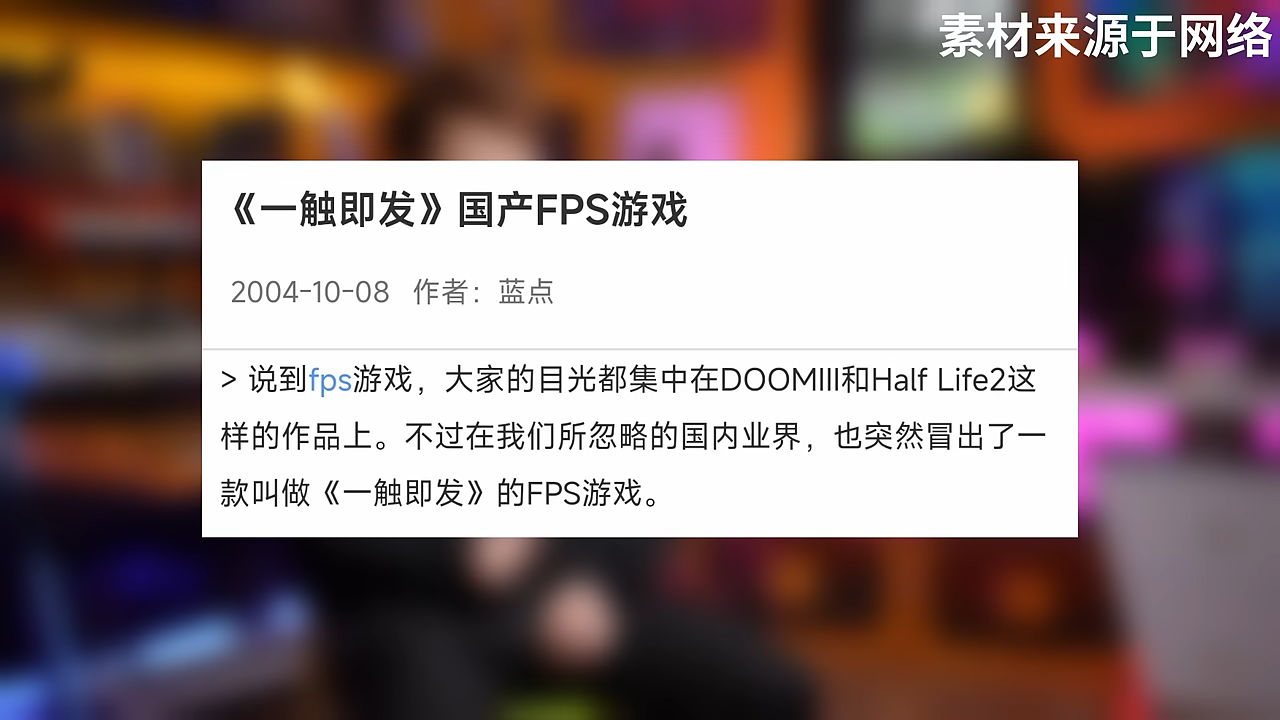 素材来源于网络
《一触即发》国产FPS游戏
2004-10-08 作者：蓝点
> 说到fps游戏，大家的目光都集中在DOOMIII和Half Life2这
样的作品上。不过在我们所忽略的国内业界，也突然冒出了一
款叫做《一触即发》的FPS游戏。